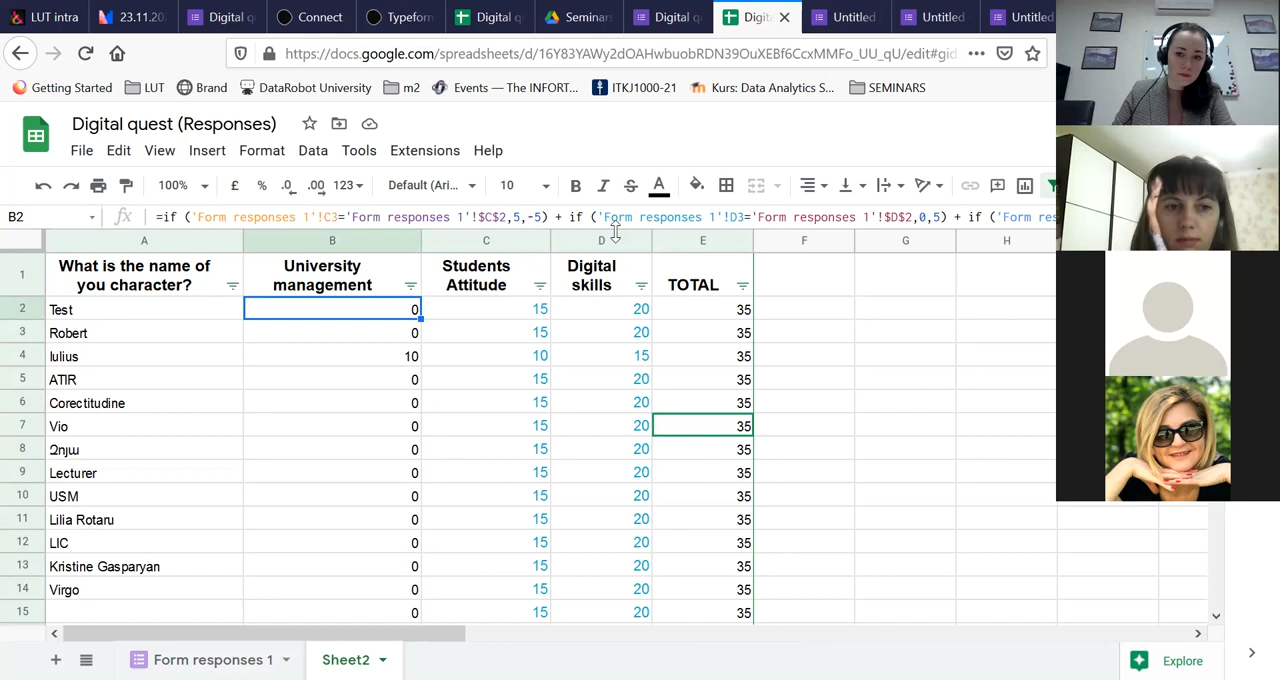 LUT intra
23.11.20
Digital q
Connect
Typeform
Digital q
Seminars
Digital q
Digit
Untitled
Untitled
Untitled
https://docs.google.com/spreadsheets/d/16Y83YAWy2dOAHwbuobRDN39OuXEBf6CcxMMFo_UU_qU/edit#gid
Getting Started
LUT
Brand
DataRobot University
m2
Events — The INFORT...
ITKJ1000-21
Kurs: Data Analytics S...
SEMINARS
Digital quest (Responses)
File Edit View Insert Format Data Tools Extensions Help
100% £ % .0 .00 123 Default (Ari... 10 B I S A
B2 fx =if ('Form responses 1'!C3='Form responses 1'!$C$2,5,-5) + if ('Form responses 1'!D3='Form responses 1'!$D$2,0,5) + if ('Form res
A B C D E F G H
1 What is the name of you character? University management Students Attitude Digital skills TOTAL
2 Test 0 15 20 35
3 Robert 0 15 20 35
4 Iulius 10 10 15 35
5 ATIR 0 15 20 35
6 Corectitudine 0 15 20 35
7 Vio 0 15 20 35
8 Զոյա 0 15 20 35
9 Lecturer 0 15 20 35
10 USM 0 15 20 35
11 Lilia Rotaru 0 15 20 35
12 LIC 0 15 20 35
13 Kristine Gasparyan 0 15 20 35
14 Virgo 0 15 20 35
15 0 15 20 35
Form responses 1
Sheet2
Explore